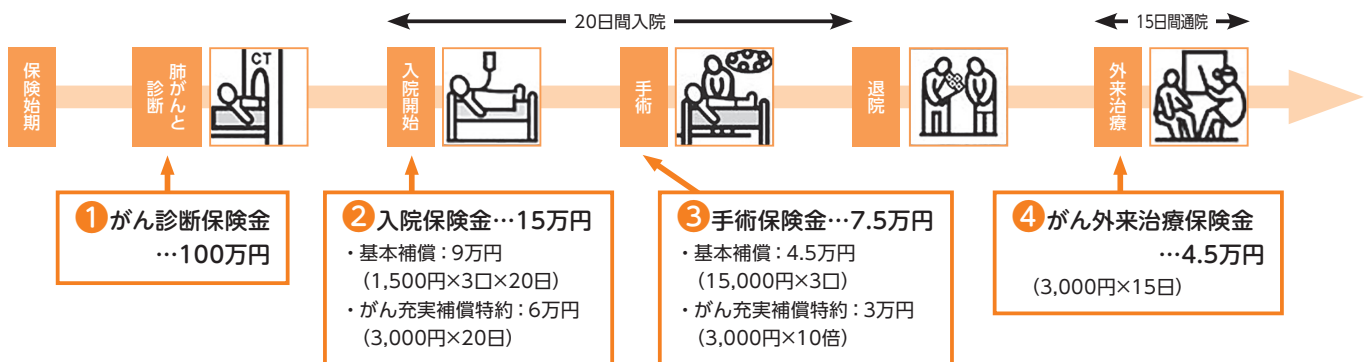 20日間入院
15日間通院
保険始期
肺がんと
診断
CT
入院開始
手術
退院
外来治療
1 がん診断保険金
…100万円
2 入院保険金…15万円
・基本補償：9万円
(1,500円×3口×20日)
・がん充実補償特約：6万円
(3,000円×20日)
3 手術保険金…7.5万円
・基本補償：4.5万円
(15,000円×3口)
・がん充実補償特約：3万円
(3,000円×10倍)
4 がん外来治療保険金
…4.5万円
(3,000円×15日)